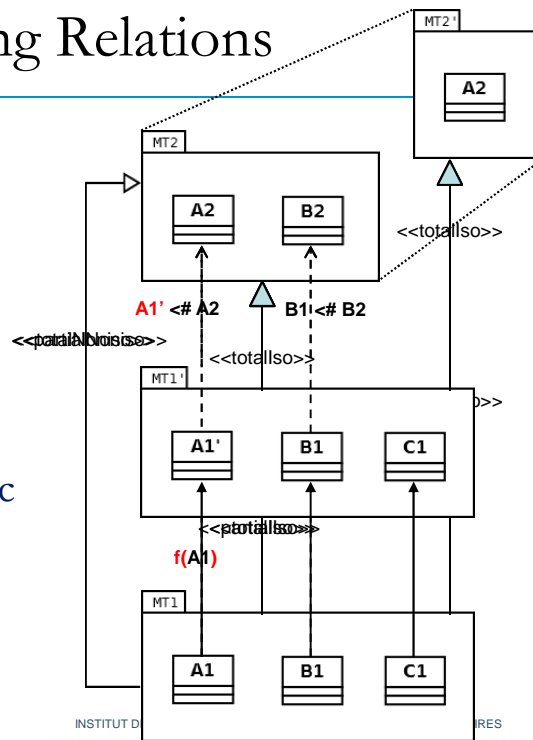 ng Relations
MT2'
A2
MT2
A2
B2
<<totalIso>>
A1' <# A2
B1 <# B2
<<totalIso>>
MT1'
A1'
B1
C1
c
f(A1)
MT1
A1
B1
C1
INSTITUT D
IRES